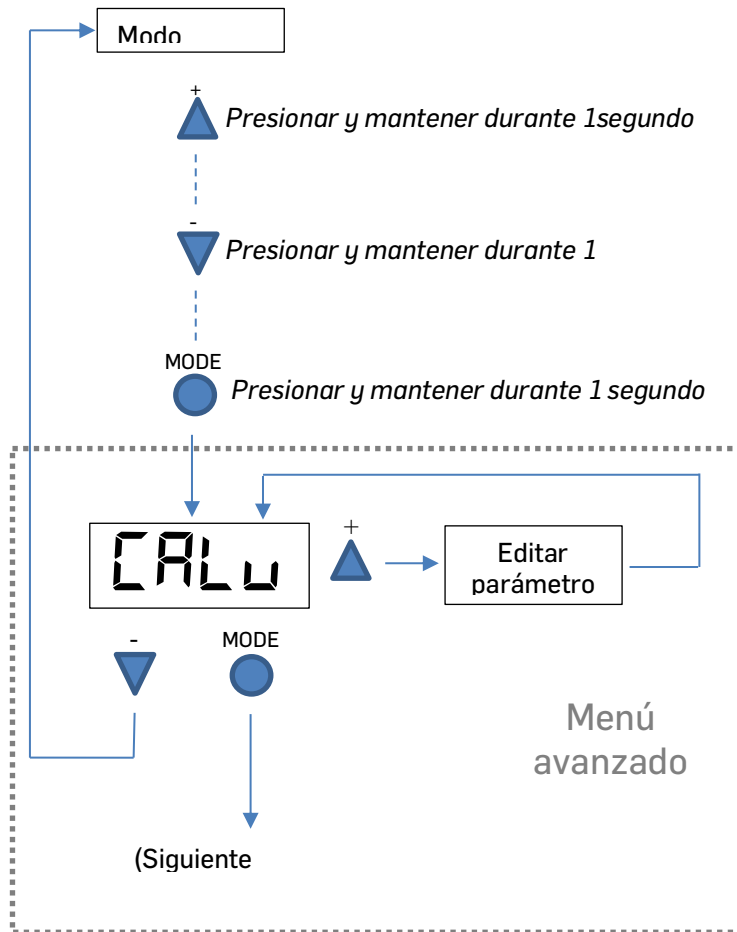 Modo
+
Presionar y mantener durante 1segundo
-
Presionar y mantener durante 1
MODE
Presionar y mantener durante 1 segundo
CALu
+
Editar
parámetro
-
MODE
Menú
avanzado
(Siguiente